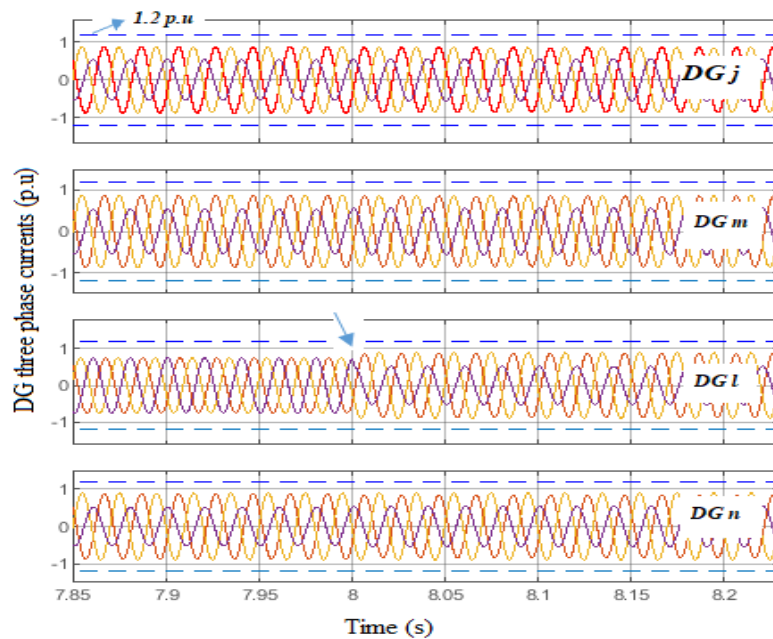 1.2 p.u
1
0
-1
DG j
1
0
-1
DG m
1
0
-1
DG l
1
0
-1
DG n
7.85 7.9 7.95 8 8.05 8.1 8.15 8.2
Time (s)
DG three phase currents (p.u)